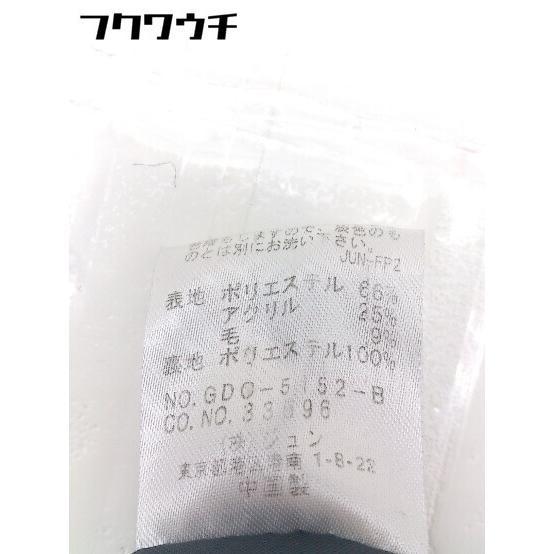 フクワウチ
のとは別にお洗い下さい。
JUN-FP2
表地 ポリエステル 66%
アクリル 25%
毛 9%
裏地 ポリエステル100%
NO.GDO-5152-B
CO.NO.33696
(株)ジュン
東京都港区港南 1-8-22
中国製